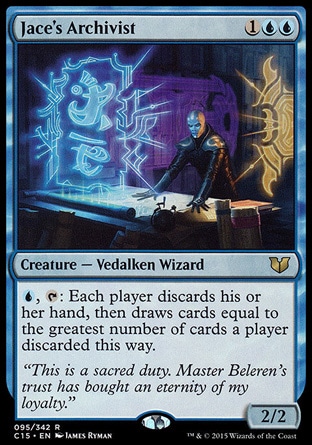 Jace's Archivist 1
Creature — Vedalken Wizard
: Each player discards his or
her hand, then draws cards equal to
the greatest number of cards a player
discarded this way.
“This is a sacred duty. Master Beleren's
trust has bought an eternity of my
loyalty.”
2/2
095/342 R
C15 • EN JAMES RYMAN
™ & © 2015 Wizards of the Coast